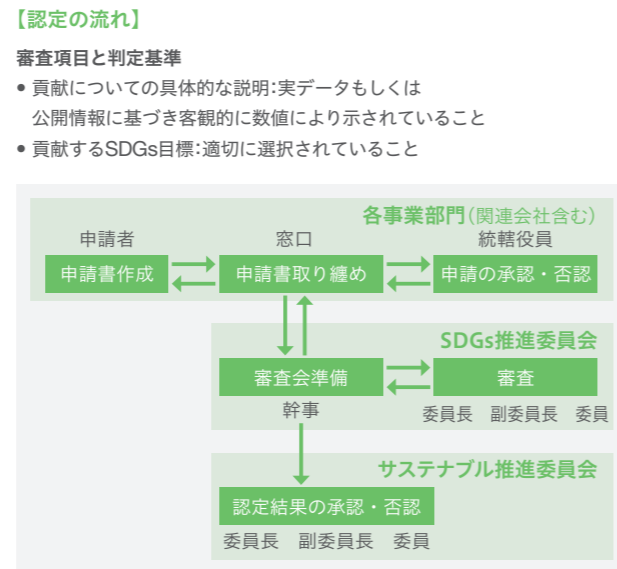 【認定の流れ】
審査項目と判定基準
• 貢献についての具体的な説明：実データもしくは
公開情報に基づき客観的に数値により示されていること
• 貢献するSDGs目標：適切に選択されていること
各事業部門（関連会社含む）
申請者 窓口 統轄役員
申請書作成 申請書取り纏め 申請の承認・否認
SDGs推進委員会
審査会準備 審査
幹事 委員長 副委員長 委員
サステナブル推進委員会
認定結果の承認・否認
委員長 副委員長 委員